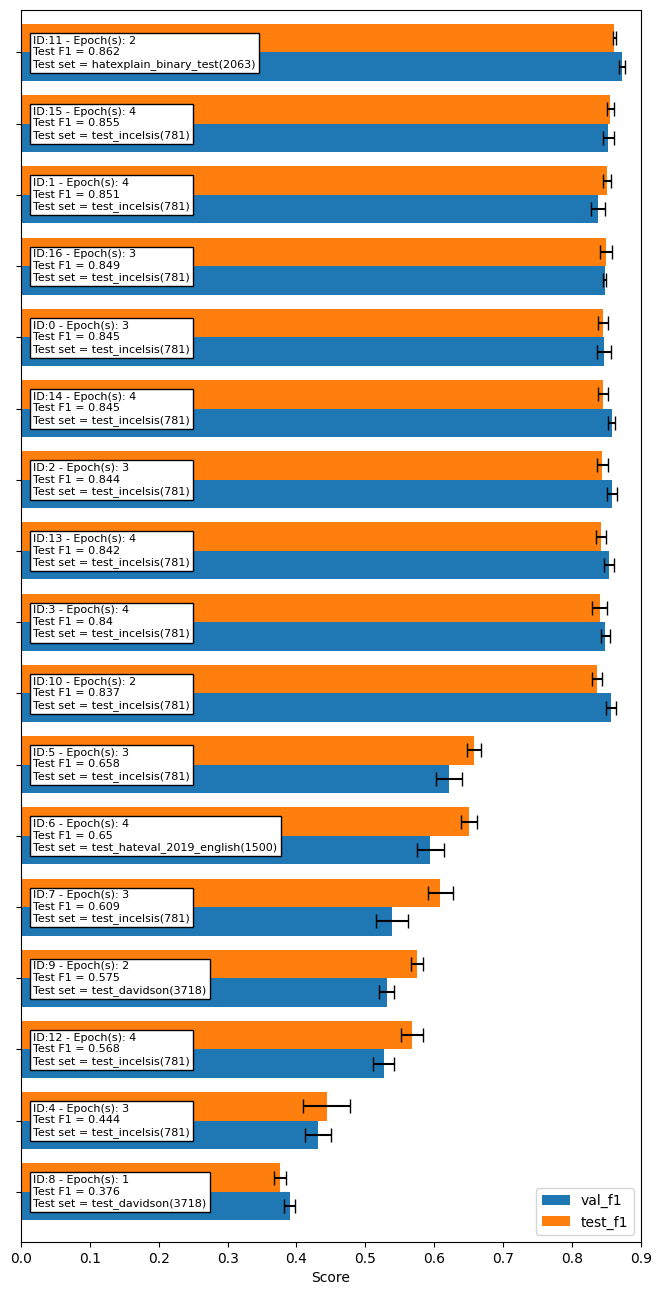 ID:11 - Epoch(s): 2
Test F1 = 0.862
Test set = hatexplain_binary_test(2063)
ID:15 - Epoch(s): 4
Test F1 = 0.855
Test set = test_incelsis(781)
ID:1 - Epoch(s): 4
Test F1 = 0.851
Test set = test_incelsis(781)
ID:16 - Epoch(s): 3
Test F1 = 0.849
Test set = test_incelsis(781)
ID:0 - Epoch(s): 3
Test F1 = 0.845
Test set = test_incelsis(781)
ID:14 - Epoch(s): 4
Test F1 = 0.845
Test set = test_incelsis(781)
ID:2 - Epoch(s): 3
Test F1 = 0.844
Test set = test_incelsis(781)
ID:13 - Epoch(s): 4
Test F1 = 0.842
Test set = test_incelsis(781)
ID:3 - Epoch(s): 4
Test F1 = 0.84
Test set = test_incelsis(781)
ID:10 - Epoch(s): 2
Test F1 = 0.837
Test set = test_incelsis(781)
ID:5 - Epoch(s): 3
Test F1 = 0.658
Test set = test_incelsis(781)
ID:6 - Epoch(s): 4
Test F1 = 0.65
Test set = test_hateval_2019_english(1500)
ID:7 - Epoch(s): 3
Test F1 = 0.609
Test set = test_incelsis(781)
ID:9 - Epoch(s): 2
Test F1 = 0.575
Test set = test_davidson(3718)
ID:12 - Epoch(s): 4
Test F1 = 0.568
Test set = test_incelsis(781)
ID:4 - Epoch(s): 3
Test F1 = 0.444
Test set = test_incelsis(781)
ID:8 - Epoch(s): 1
Test F1 = 0.376
Test set = test_davidson(3718)
val_f1
test_f1
0.0 0.1 0.2 0.3 0.4 0.5 0.6 0.7 0.8 0.9
Score